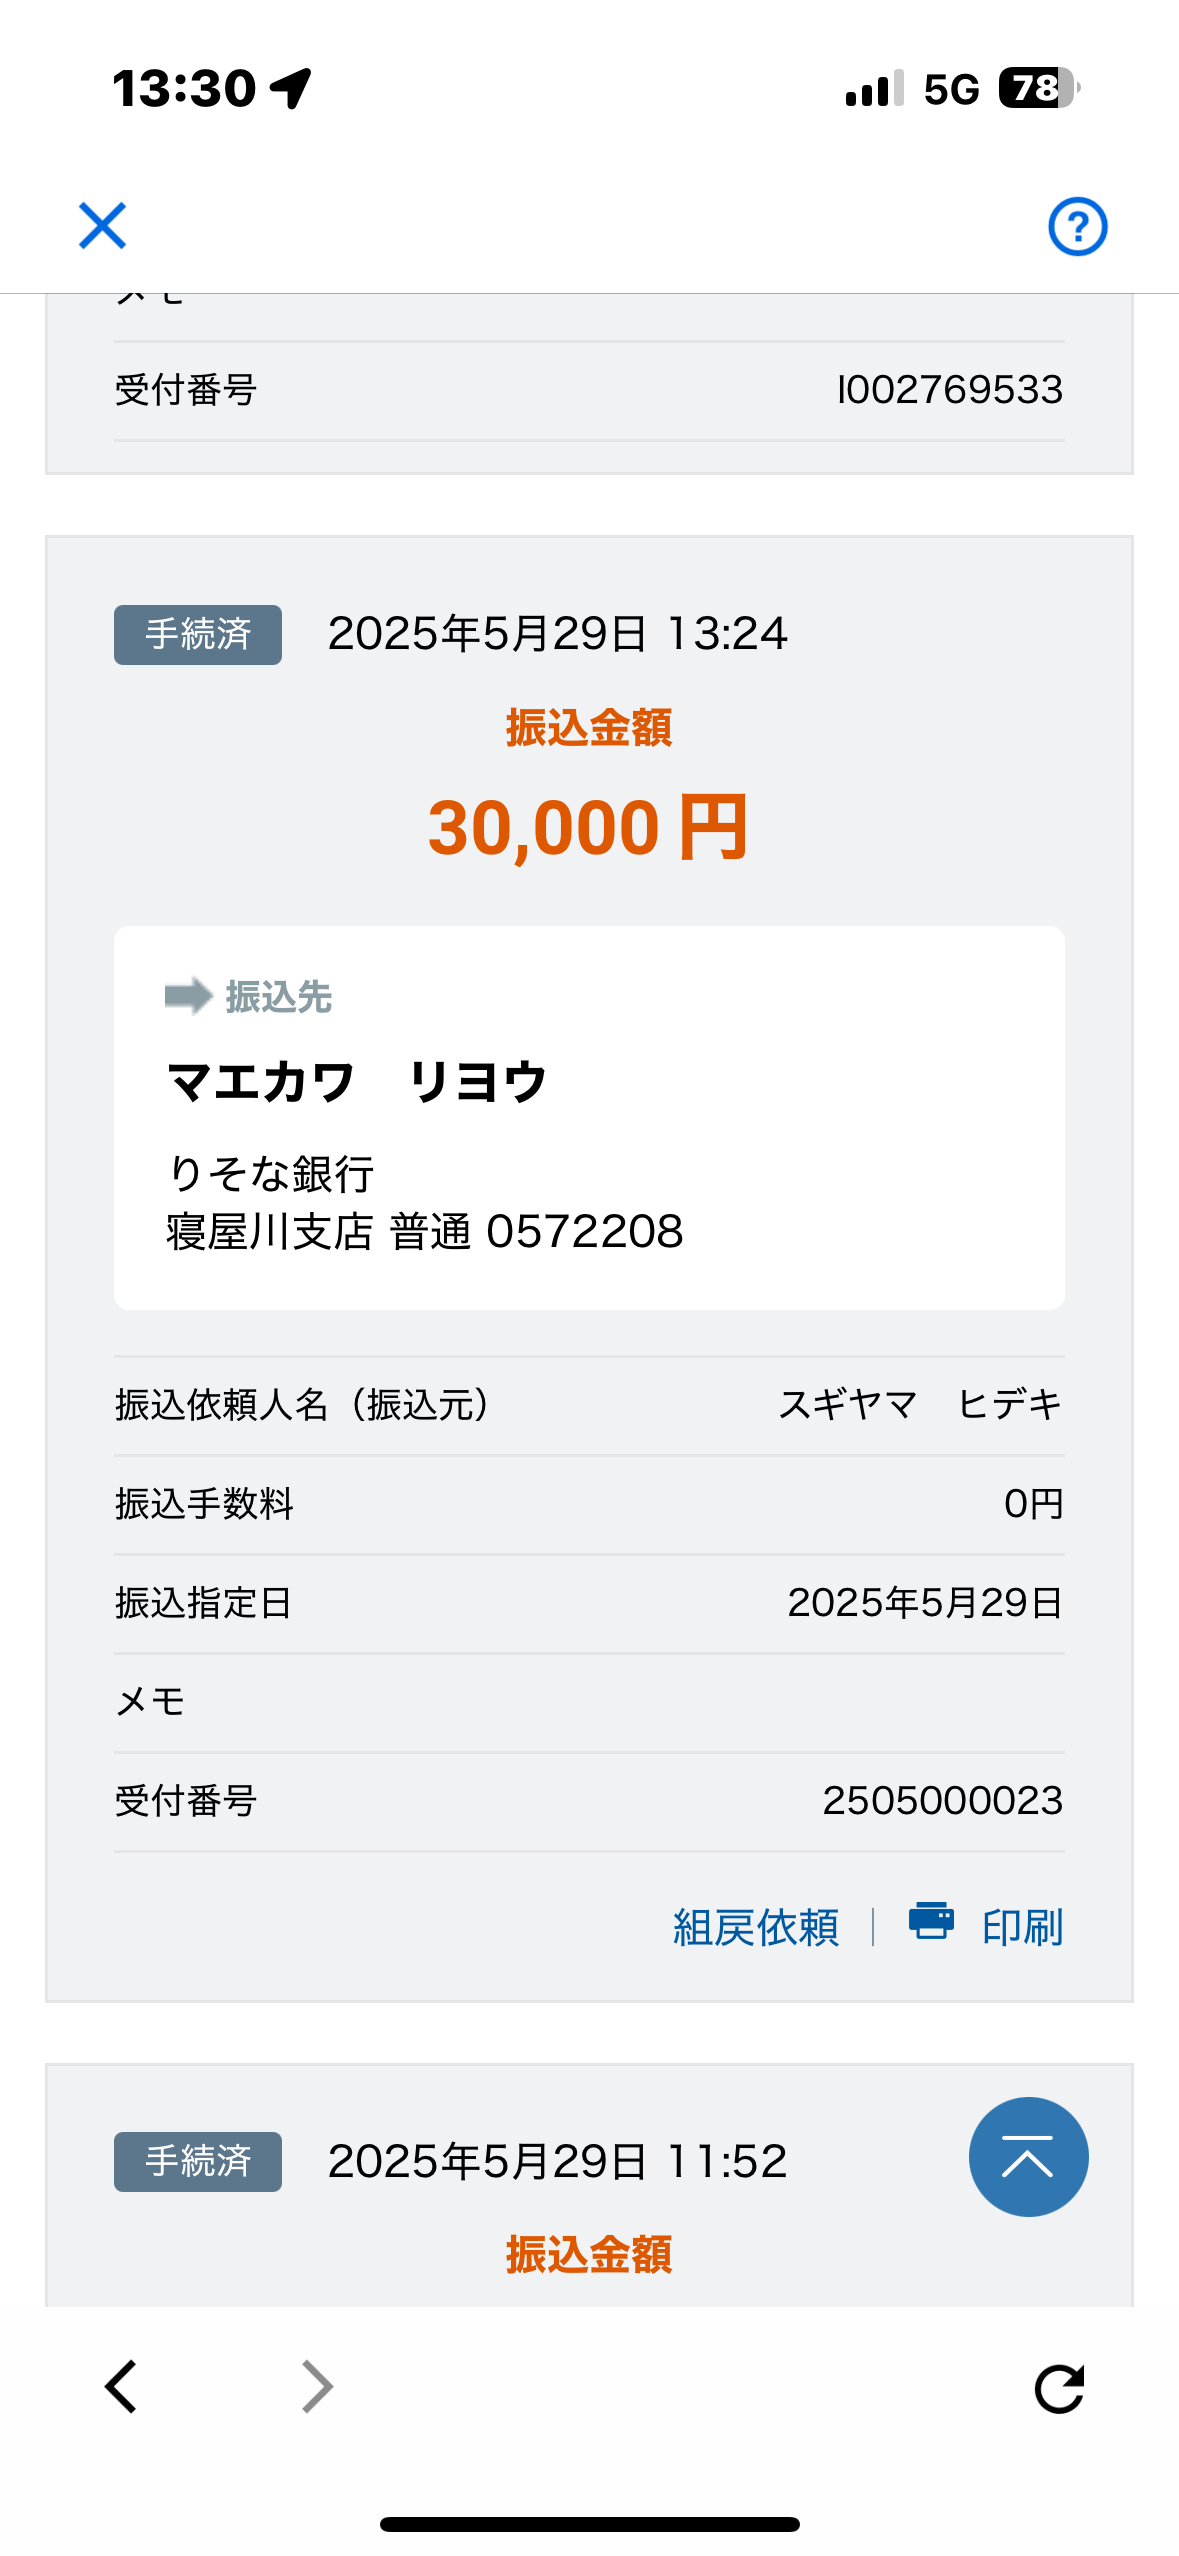 13:30
5G 78
メモ
受付番号 I002769533
手続済 2025年5月29日 13:24
振込金額
30,000 円
振込先
マエカワ　リヨウ
りそな銀行
寝屋川支店 普通 0572208
振込依頼人名（振込元） スギヤマ　ヒデキ
振込手数料 0円
振込指定日 2025年5月29日
メモ
受付番号 2505000023
組戻依頼 印刷
手続済 2025年5月29日 11:52
振込金額